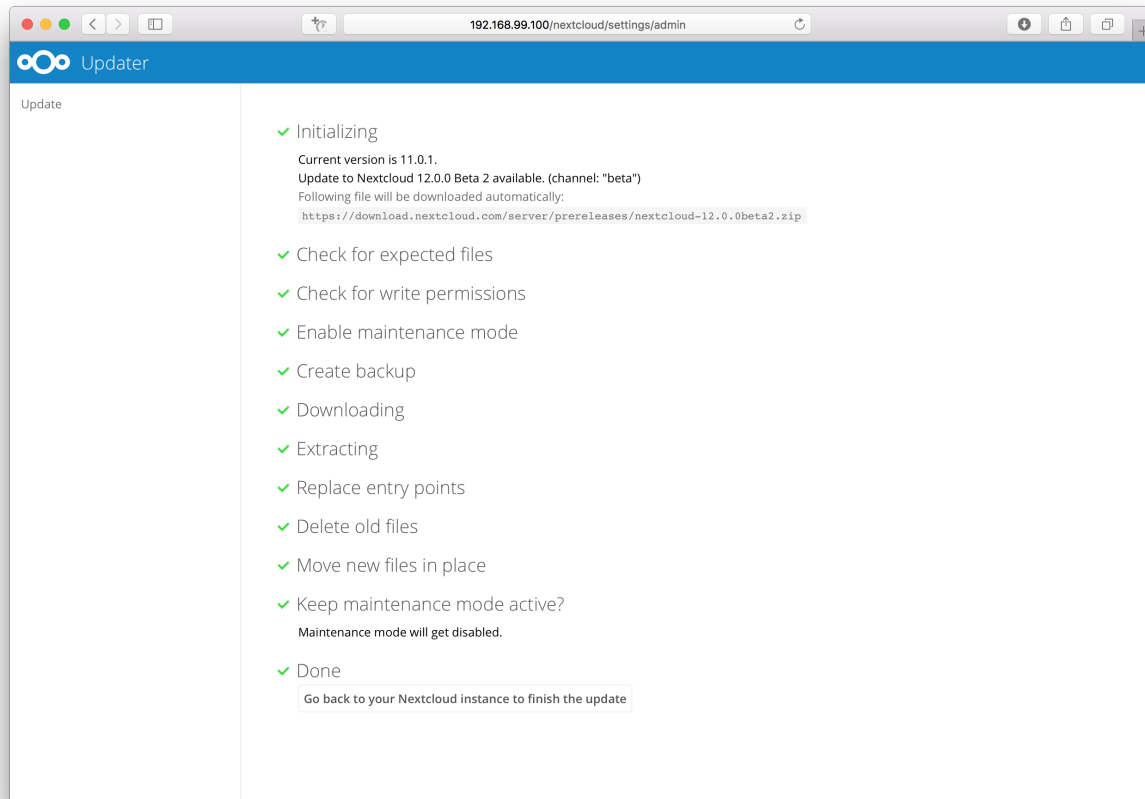 192.168.99.100/nextcloud/settings/admin
Updater
Update
Initializing
Current version is 11.0.1.
Update to Nextcloud 12.0.0 Beta 2 available. (channel: "beta")
Following file will be downloaded automatically:
https://download.nextcloud.com/server/prereleases/nextcloud-12.0.0beta2.zip
Check for expected files
Check for write permissions
Enable maintenance mode
Create backup
Downloading
Extracting
Replace entry points
Delete old files
Move new files in place
Keep maintenance mode active?
Maintenance mode will get disabled.
Done
Go back to your Nextcloud instance to finish the update